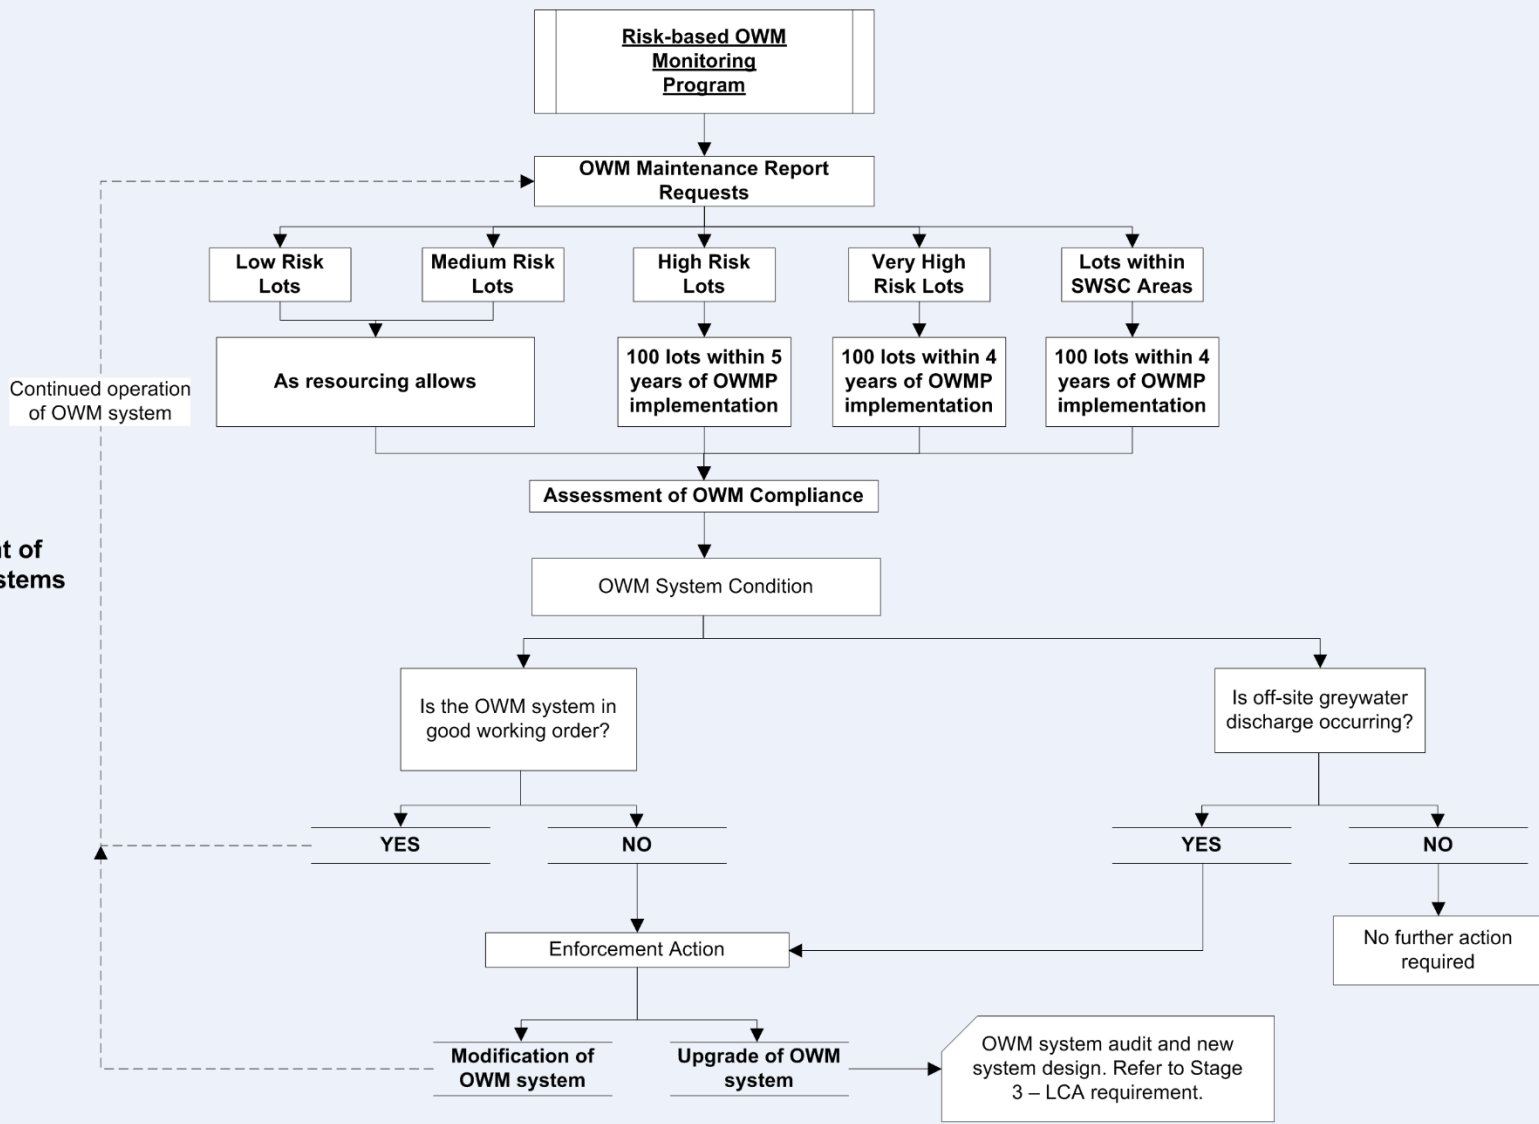 Risk-based OWM
Monitoring
Program
OWM Maintenance Report
Requests
Low Risk
Lots
Medium Risk
Lots
High Risk
Lots
Very High
Risk Lots
Lots within
SWSC Areas
As resourcing allows
100 lots within 5
years of OWMP
implementation
100 lots within 4
years of OWMP
implementation
100 lots within 4
years of OWMP
implementation
Continued operation
of OWM system
Assessment of OWM Compliance
of
OWM System Condition
Is the OWM system in
good working order?
Is off-site greywater
discharge occurring?
YES
NO
YES
NO
Enforcement Action
No further action
required
Modification of
OWM system
Upgrade of OWM
system
OWM system audit and new
system design. Refer to Stage
3 – LCA requirement.